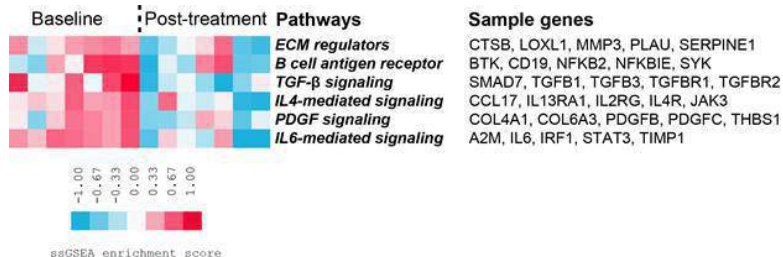 Baseline Post-treatment Pathways Sample genes
ECM regulators CTSB, LOXL1, MMP3, PLAU, SERPINE1
B cell antigen receptor BTK, CD19, NFKB2, NFKBIE, SYK
TGF-β signaling SMAD7, TGFB1, TGFB3, TGFBR1, TGFBR2
IL4-mediated signaling CCL17, IL13RA1, IL2RG, IL4R, JAK3
PDGF signaling COL4A1, COL6A3, PDGFB, PDGFC, THBS1
IL6-mediated signaling A2M, IL6, IRF1, STAT3, TIMP1
-1.00 -0.67 -0.33 0.00 0.33 0.67 1.00
ssGSEA enrichment score